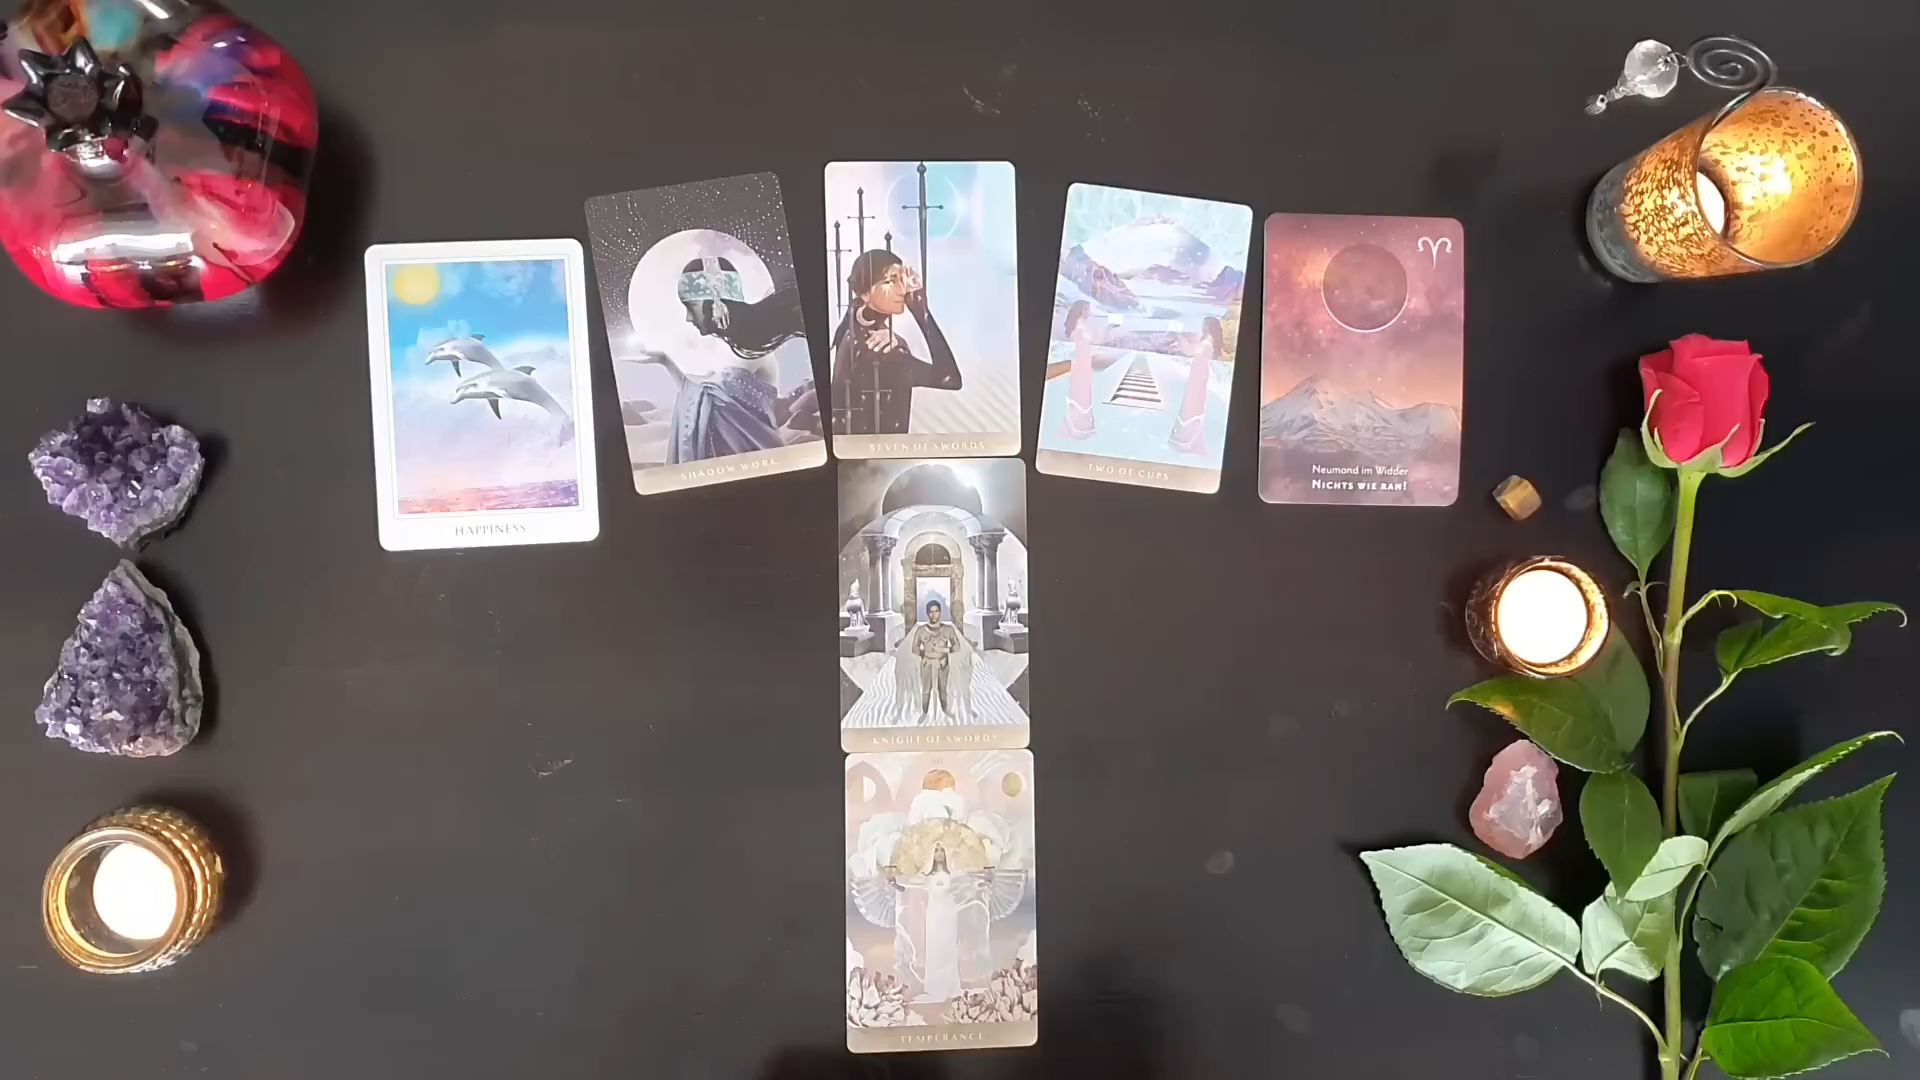 HAPPINESS
SHADOW WORK
SEVEN OF SWORDS
TWO OF CUPS
Neumond im Widder
NICHTS WIE RAN!
KNIGHT OF SWORDS
TEMPERANCE